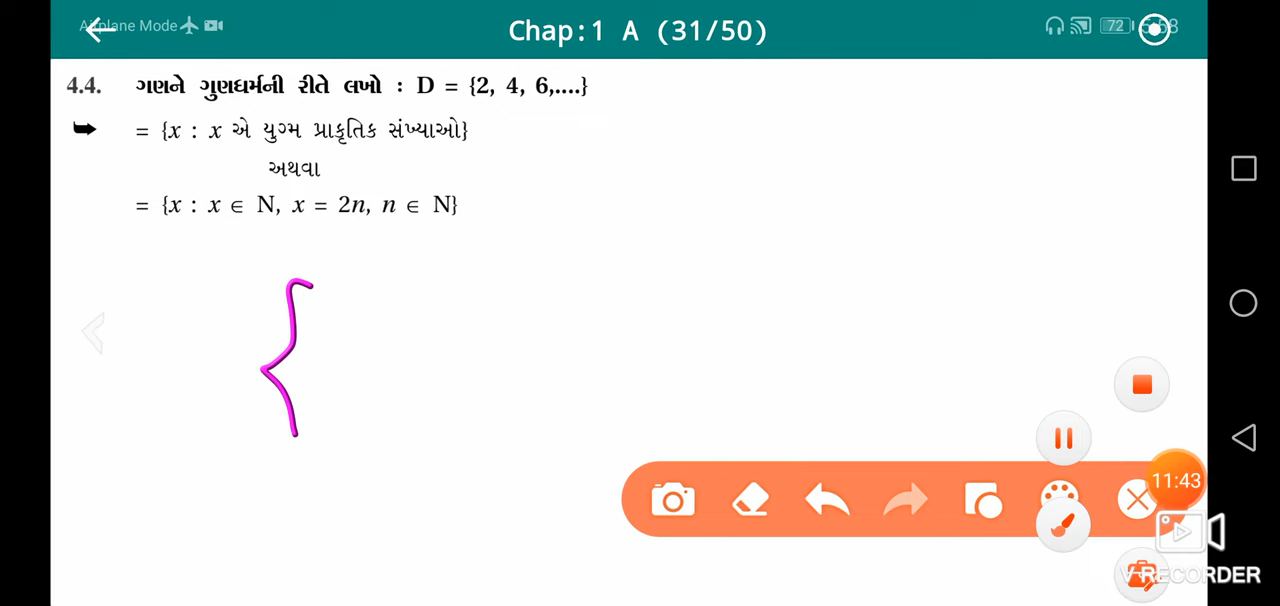 Airplane Mode
Chap:1 A (31/50)
72
4.4. ગણને ગુણધર્મની રીતે લખો : D = {2, 4, 6,....}
= {x : x એ યુગ્મ પ્રાકૃતિક સંખ્યાઓ}
અથવા
= {x : x ∈ N, x = 2n, n ∈ N}
{
11:43
V-RECORDER